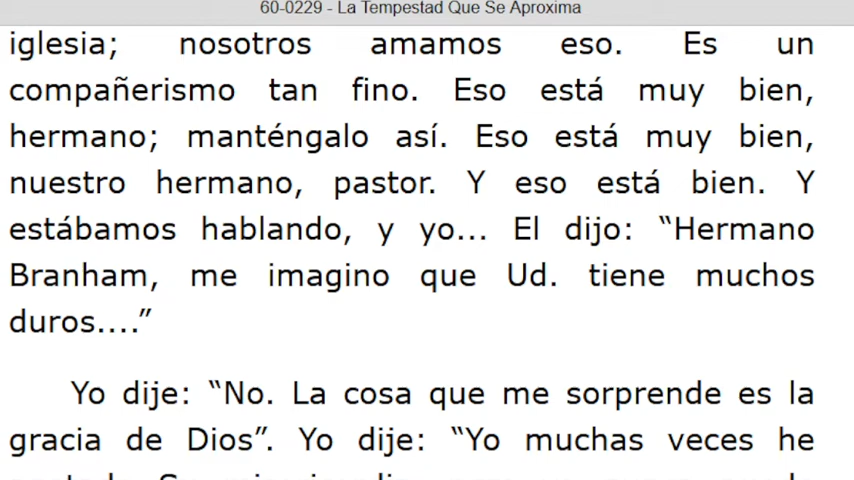 60-0229 - La Tempestad Que Se Aproxima
iglesia; nosotros amamos eso. Es un
compañerismo tan fino. Eso está muy bien,
hermano; manténgalo así. Eso está muy bien,
nuestro hermano, pastor. Y eso está bien. Y
estábamos hablando, y yo... El dijo: “Hermano
Branham, me imagino que Ud. tiene muchos
duros....”
Yo dije: “No. La cosa que me sorprende es la
gracia de Dios”. Yo dije: “Yo muchas veces he